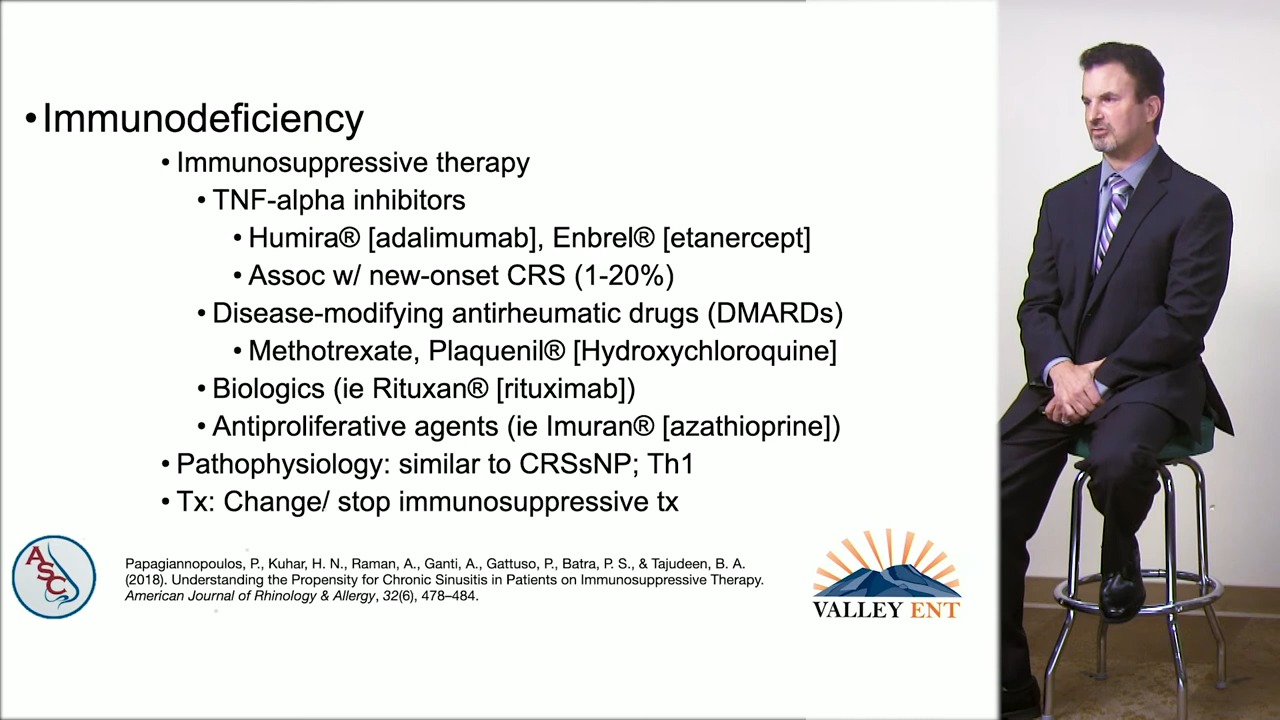 •Immunodeficiency
•Immunosuppressive therapy
•TNF-alpha inhibitors
•Humira® [adalimumab], Enbrel® [etanercept]
•Assoc w/ new-onset CRS (1-20%)
•Disease-modifying antirheumatic drugs (DMARDs)
•Methotrexate, Plaquenil® [Hydroxychloroquine]
•Biologics (ie Rituxan® [rituximab])
•Antiproliferative agents (ie Imuran® [azathioprine])
•Pathophysiology: similar to CRSsNP; Th1
•Tx: Change/ stop immunosuppressive tx
ASC
Papagiannopoulos, P., Kuhar, H. N., Raman, A., Ganti, A., Gattuso, P., Batra, P. S., & Tajudeen, B. A.
(2018). Understanding the Propensity for Chronic Sinusitis in Patients on Immunosuppressive Therapy.
American Journal of Rhinology & Allergy, 32(6), 478–484.
VALLEY ENT